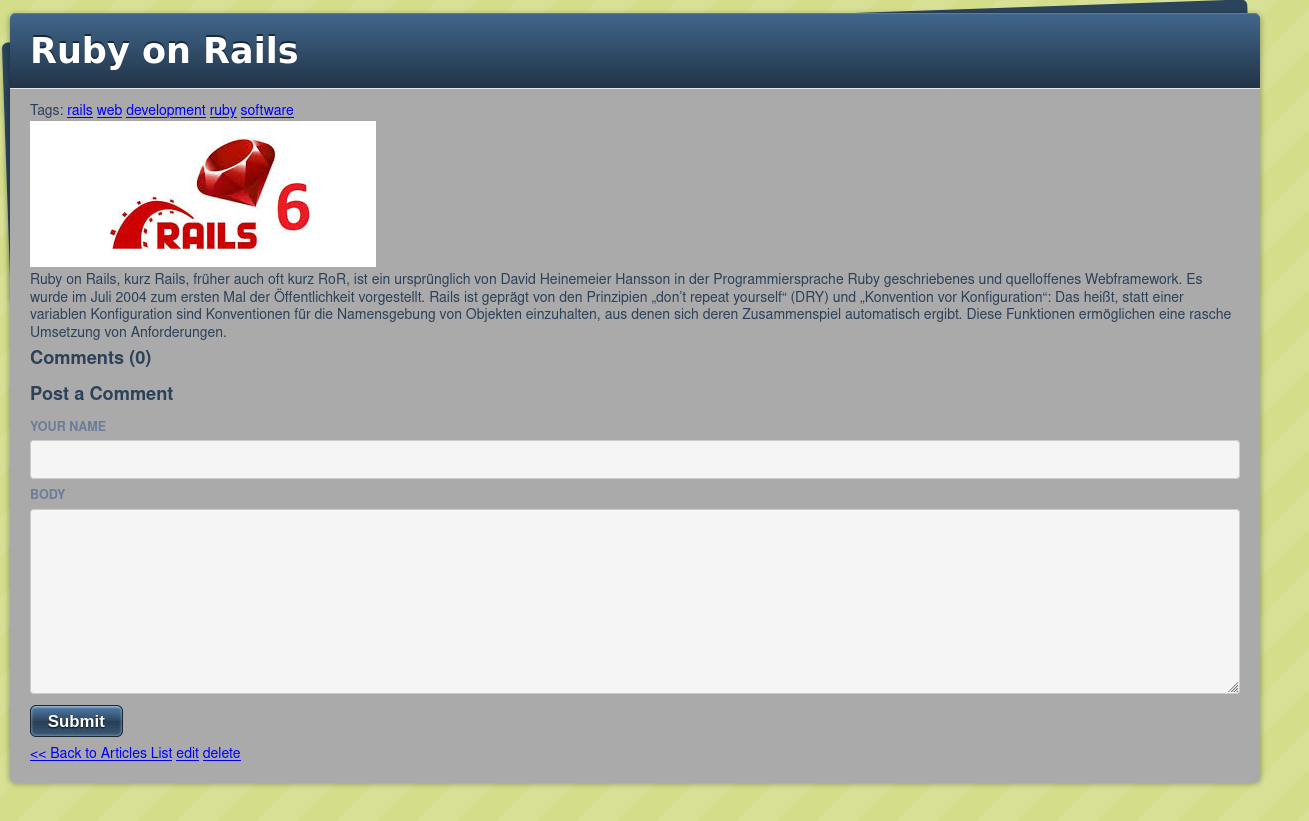 Ruby on Rails
Tags: rails web development ruby software
RAILS 6
Ruby on Rails, kurz Rails, früher auch oft kurz RoR, ist ein ursprünglich von David Heinemeier Hansson in der Programmiersprache Ruby geschriebenes und quelloffenes Webframework. Es
wurde im Juli 2004 zum ersten Mal der Öffentlichkeit vorgestellt. Rails ist geprägt von den Prinzipien „don’t repeat yourself“ (DRY) und „Konvention vor Konfiguration“: Das heißt, statt einer
variablen Konfiguration sind Konventionen für die Namensgebung von Objekten einzuhalten, aus denen sich deren Zusammenspiel automatisch ergibt. Diese Funktionen ermöglichen eine rasche
Umsetzung von Anforderungen.
Comments (0)
Post a Comment
YOUR NAME
BODY
Submit
<< Back to Articles List edit delete